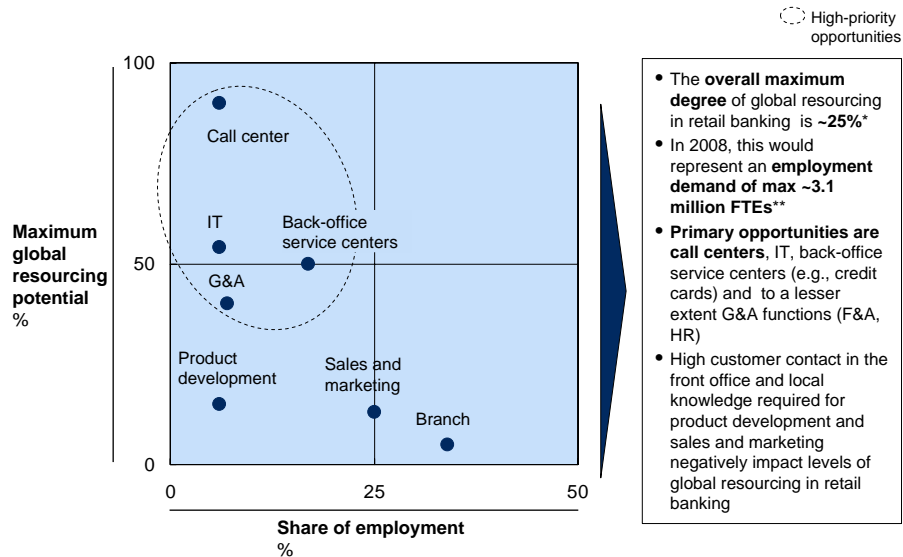 High-priority
opportunities
Maximum
global
resourcing
potential
%
100
50
0
Call center
IT
Back-office
service centers
G&A
Product
development
Sales and
marketing
Branch
0
25
50
Share of employment
%
• The overall maximum
degree of global resourcing
in retail banking is ~25%*
• In 2008, this would
represent an employment
demand of max ~3.1
million FTEs**
• Primary opportunities are
call centers, IT, back-office
service centers (e.g., credit
cards) and to a lesser
extent G&A functions (F&A,
HR)
• High customer contact in the
front office and local
knowledge required for
product development and
sales and marketing
negatively impact levels of
global resourcing in retail
banking